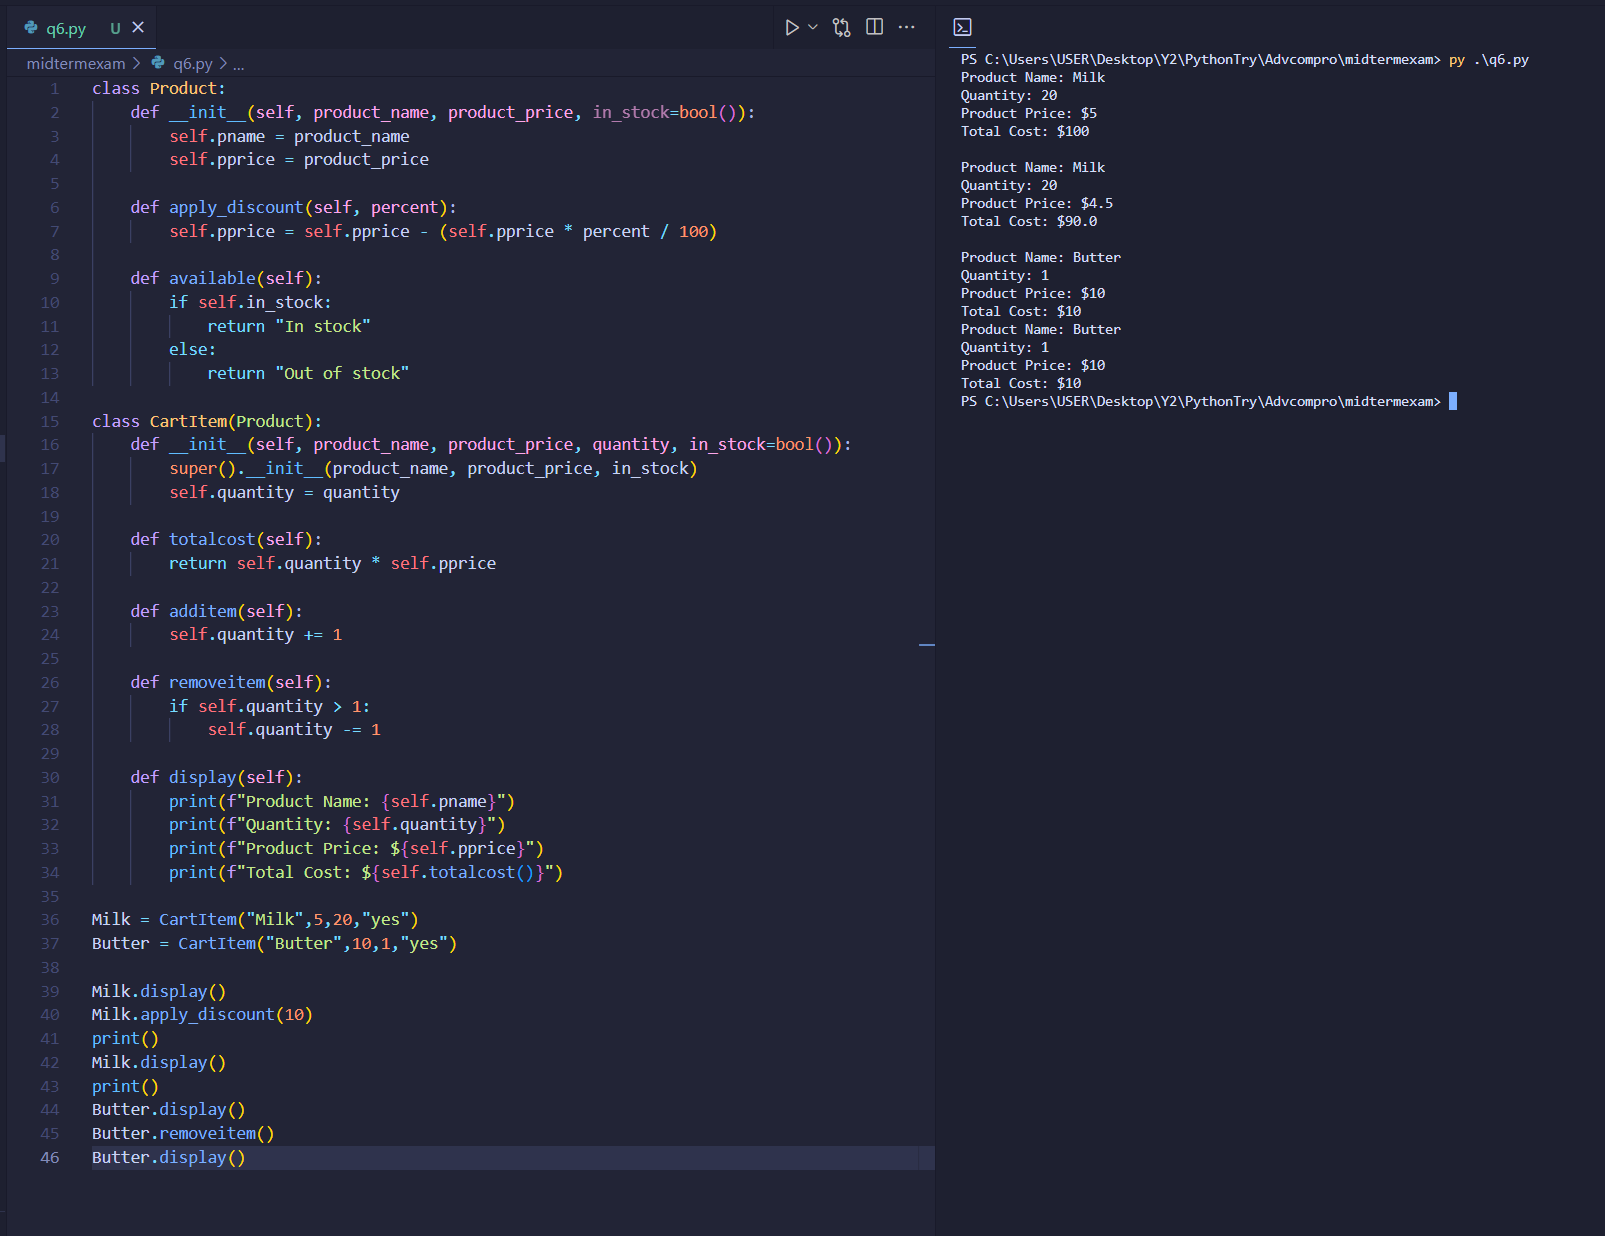 q6.py U
midtermexam > q6.py > ...
1 class Product:
2     def __init__(self, product_name, product_price, in_stock=bool()):
3         self.pname = product_name
4         self.pprice = product_price
5
6     def apply_discount(self, percent):
7         self.pprice = self.pprice - (self.pprice * percent / 100)
8
9     def available(self):
10         if self.in_stock:
11             return "In stock"
12         else:
13             return "Out of stock"
14
15 class CartItem(Product):
16     def __init__(self, product_name, product_price, quantity, in_stock=bool()):
17         super().__init__(product_name, product_price, in_stock)
18         self.quantity = quantity
19
20     def totalcost(self):
21         return self.quantity * self.pprice
22
23     def additem(self):
24         self.quantity += 1
25
26     def removeitem(self):
27         if self.quantity > 1:
28             self.quantity -= 1
29
30     def display(self):
31         print(f"Product Name: {self.pname}")
32         print(f"Quantity: {self.quantity}")
33         print(f"Product Price: ${self.pprice}")
34         print(f"Total Cost: ${self.totalcost()}")
35
36 Milk = CartItem("Milk",5,20,"yes")
37 Butter = CartItem("Butter",10,1,"yes")
38
39 Milk.display()
40 Milk.apply_discount(10)
41 print()
42 Milk.display()
43 print()
44 Butter.display()
45 Butter.removeitem()
46 Butter.display()
PS C:\Users\USER\Desktop\Y2\PythonTry\Advcompro\midtermexam> py .\q6.py
Product Name: Milk
Quantity: 20
Product Price: $5
Total Cost: $100

Product Name: Milk
Quantity: 20
Product Price: $4.5
Total Cost: $90.0

Product Name: Butter
Quantity: 1
Product Price: $10
Total Cost: $10
Product Name: Butter
Quantity: 1
Product Price: $10
Total Cost: $10
PS C:\Users\USER\Desktop\Y2\PythonTry\Advcompro\midtermexam>